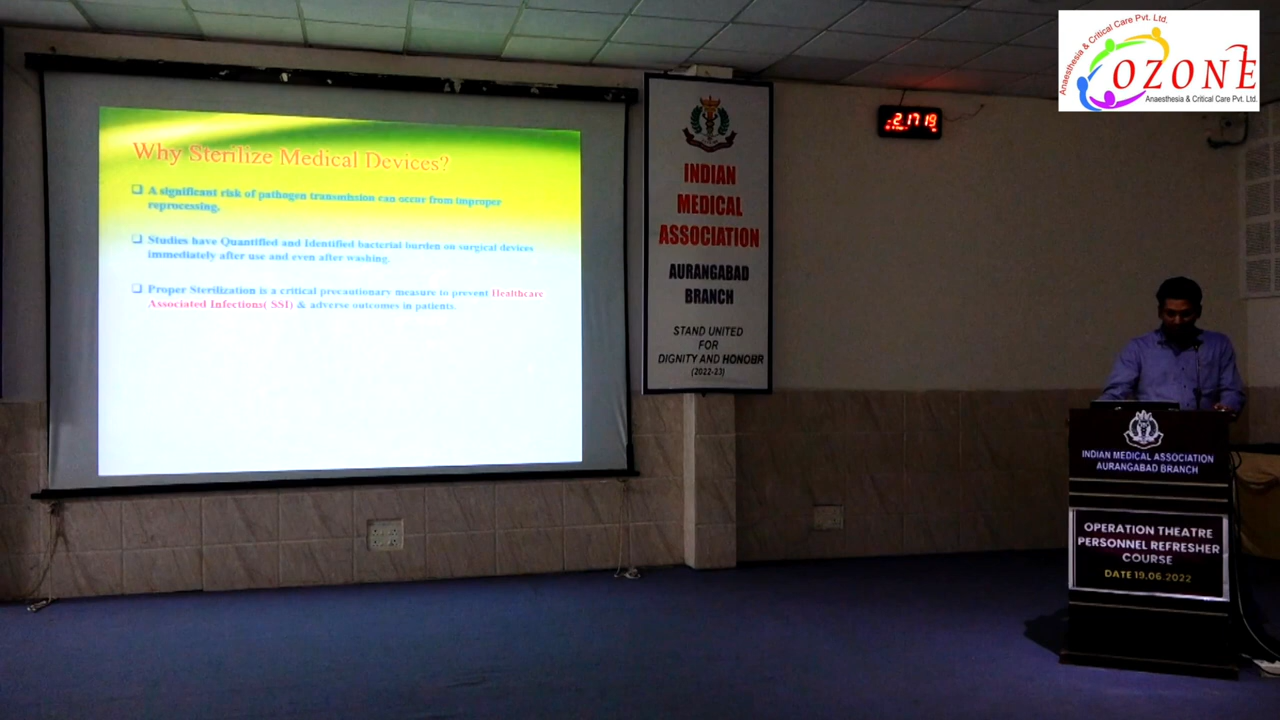 Why Sterilize Medical Devices?
A significant risk of pathogen transmission can occur from improper
reprocessing.
Studies have Quantified and Identified bacterial burden on surgical devices
immediately after use and even after washing.
Proper Sterilization is a critical precautionary measure to prevent Healthcare
Associated Infections( SSI) & adverse outcomes in patients.
INDIAN
MEDICAL
ASSOCIATION
AURANGABAD
BRANCH
STAND UNITED
FOR
DIGNITY AND HONOUR
(2022-23)
21719
Anaesthesia & Critical Care Pvt. Ltd.
OZONE
Anaesthesia & Critical Care Pvt. Ltd.
INDIAN MEDICAL ASSOCIATION
AURANGABAD BRANCH
OPERATION THEATRE
PERSONNEL REFRESHER
COURSE
DATE 19.06.2022